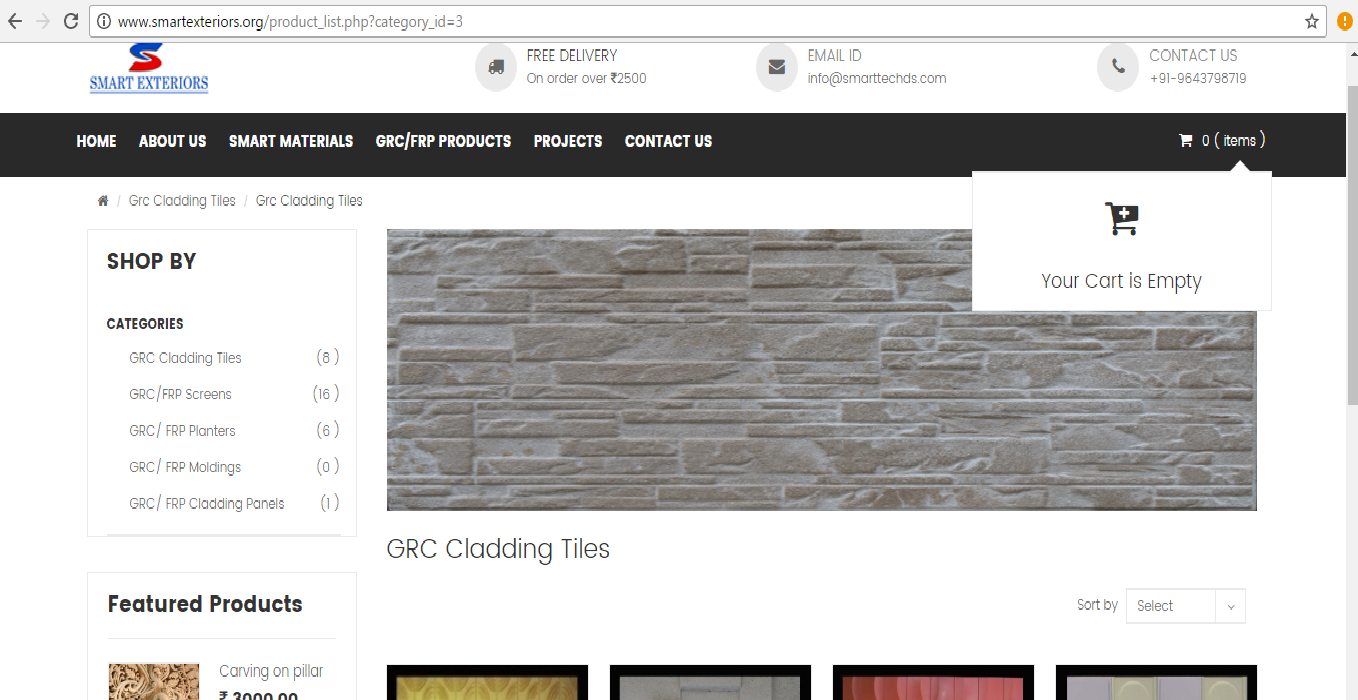 www.smartexteriors.org/product_list.php?category_id=3
SMART EXTERIORS
FREE DELIVERY
On order over ₹2500
EMAIL ID
info@smarttechds.com
CONTACT US
+91-9643798719
HOME ABOUT US SMART MATERIALS GRC/FRP PRODUCTS PROJECTS CONTACT US 0 ( items )
/ Grc Cladding Tiles / Grc Cladding Tiles
Your Cart is Empty
SHOP BY
CATEGORIES
GRC Cladding Tiles (8 )
GRC/FRP Screens (16 )
GRC/ FRP Planters (6 )
GRC/ FRP Moldings (0 )
GRC/ FRP Cladding Panels (1 )
GRC Cladding Tiles
Sort by Select
Featured Products
Carving on pillar
₹ 3000.00